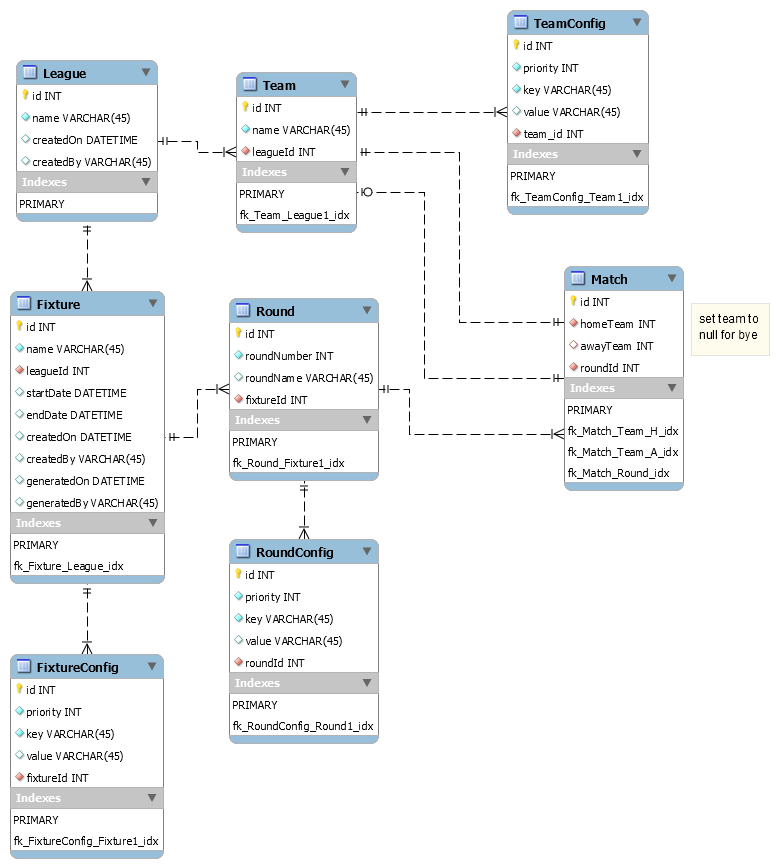 League
id INT
name VARCHAR(45)
createdOn DATETIME
createdBy VARCHAR(45)
Indexes
PRIMARY
Team
id INT
name VARCHAR(45)
leagueId INT
Indexes
PRIMARY
fk_Team_League1_idx
TeamConfig
id INT
priority INT
key VARCHAR(45)
value VARCHAR(45)
team_id INT
Indexes
PRIMARY
fk_TeamConfig_Team1_idx
Fixture
id INT
name VARCHAR(45)
leagueId INT
startDate DATETIME
endDate DATETIME
createdOn DATETIME
createdBy VARCHAR(45)
generatedOn DATETIME
generatedBy VARCHAR(45)
Indexes
PRIMARY
fk_Fixture_League_idx
Round
id INT
roundNumber INT
roundName VARCHAR(45)
fixtureId INT
Indexes
PRIMARY
fk_Round_Fixture1_idx
Match
id INT
homeTeam INT
awayTeam INT
roundId INT
Indexes
PRIMARY
fk_Match_Team_H_idx
fk_Match_Team_A_idx
fk_Match_Round_idx
set team to
null for bye
RoundConfig
id INT
priority INT
key VARCHAR(45)
value VARCHAR(45)
roundId INT
Indexes
PRIMARY
fk_RoundConfig_Round1_idx
FixtureConfig
id INT
priority INT
key VARCHAR(45)
value VARCHAR(45)
fixtureId INT
Indexes
PRIMARY
fk_FixtureConfig_Fixture1_idx